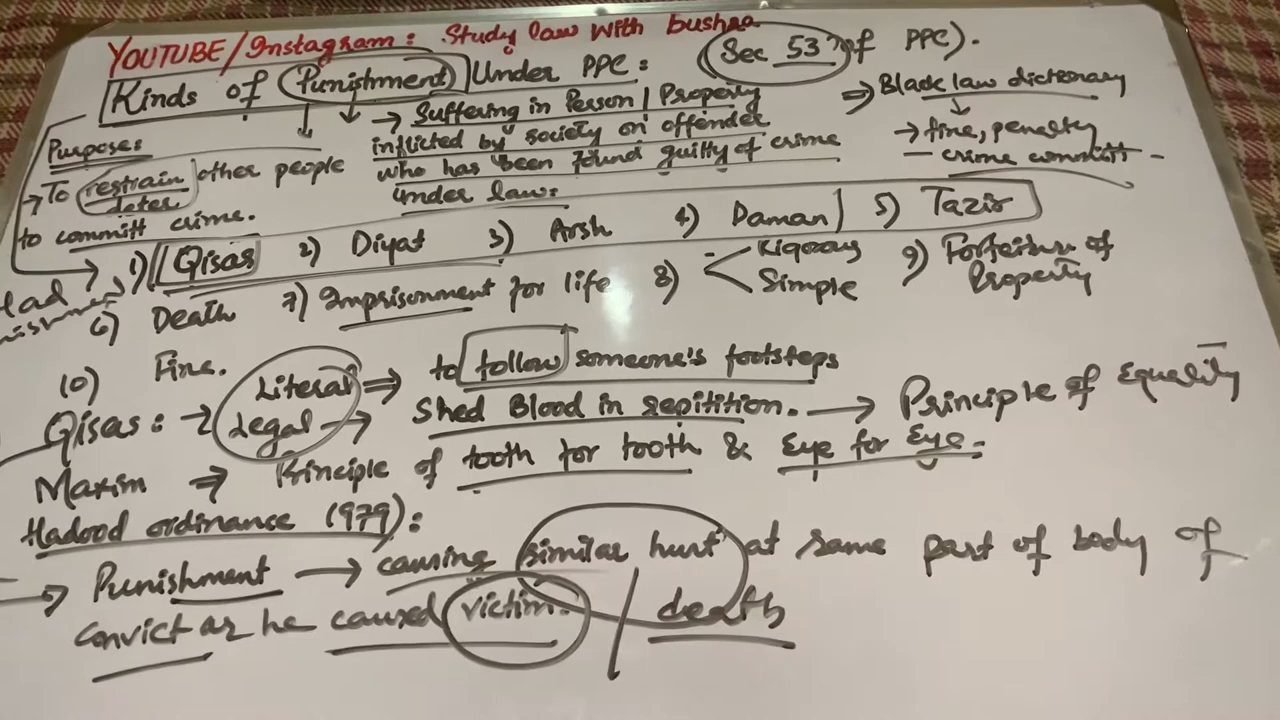 YOUTUBE/Instagram: Study law with bushra
Kinds of Punishment Under PPC: (Sec 53 of PPC).
→ Suffering in Person / Property
inflicted by society on offender
who has been found guilty of crime
under law.
⇒ Black law dictionary
→ fine, penalty
— crime committ —
Purposes
→ To restrain other people
deter
to committ crime.
1) Qisas 2) Diyat 3) Arsh 4) Daman 5) Tazir
Had
6) Death 7) Imprisonment for life 8) Rigorous
Simple
9) Forfeiture of
Property
10) Fine.
Qisas: → Literal ⇒ to follow someone's footsteps
Legal → Shed Blood in repitition. → Principle of Equality
Maxim ⇒ Principle of tooth for tooth & Eye for Eye.
Hadood ordinance (1979):
→ Punishment → causing similar hurt at same part of body of
convict as he caused victim. / death